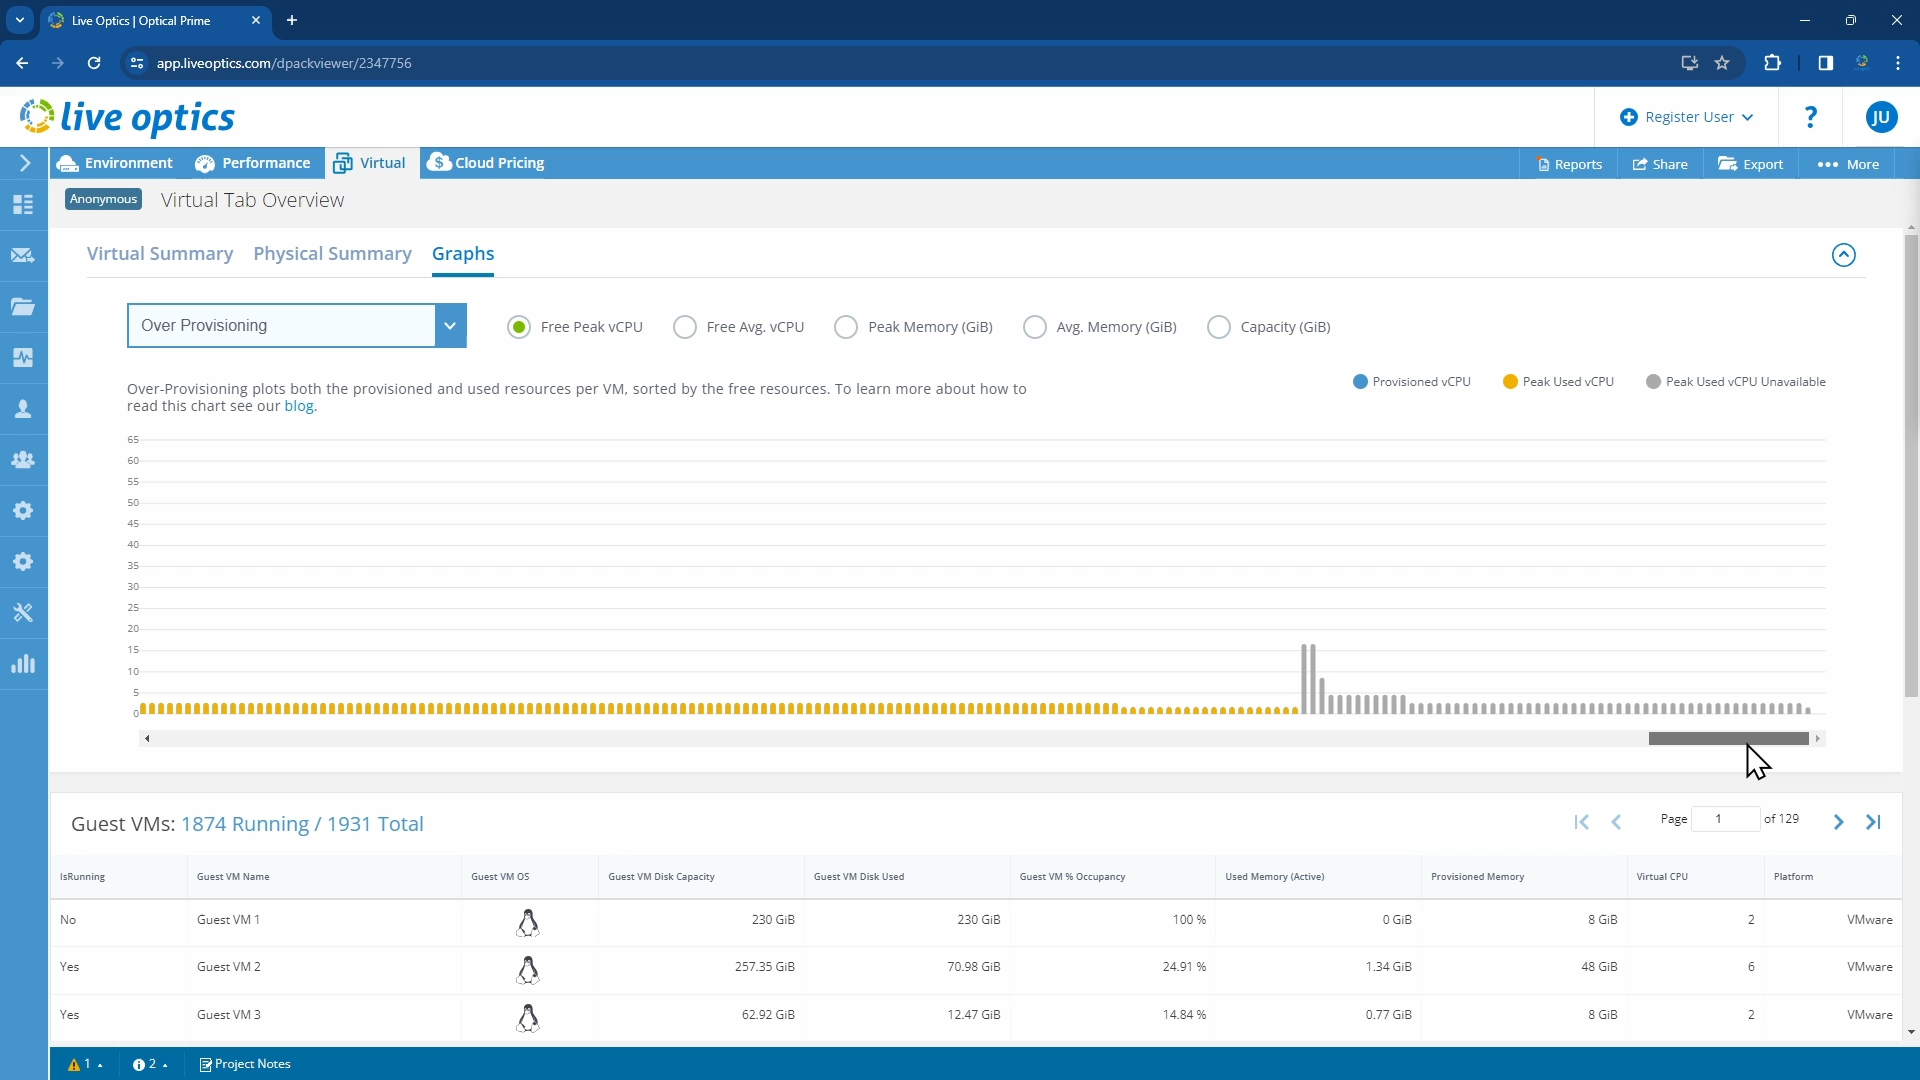 Live Optics | Optical Prime
app.liveoptics.com/dpackviewer/2347756
live optics
Register User
?
JU
Environment
Performance
Virtual
Cloud Pricing
Reports
Share
Export
More
Anonymous
Virtual Tab Overview
Virtual Summary
Physical Summary
Graphs
Over Provisioning
Free Peak vCPU
Free Avg. vCPU
Peak Memory (GiB)
Avg. Memory (GiB)
Capacity (GiB)
Over-Provisioning plots both the provisioned and used resources per VM, sorted by the free resources. To learn more about how to
read this chart see our blog.
Provisioned vCPU
Peak Used vCPU
Peak Used vCPU Unavailable
65
60
55
50
45
40
35
30
25
20
15
10
5
0
Guest VMs: 1874 Running / 1931 Total
Page 1 of 129
IsRunning Guest VM Name Guest VM OS Guest VM Disk Capacity Guest VM Disk Used Guest VM % Occupancy Used Memory (Active) Provisioned Memory Virtual CPU Platform
No Guest VM 1 230 GiB 230 GiB 100 % 0 GiB 8 GiB 2 VMware
Yes Guest VM 2 257.35 GiB 70.98 GiB 24.91 % 1.34 GiB 48 GiB 6 VMware
Yes Guest VM 3 62.92 GiB 12.47 GiB 14.84 % 0.77 GiB 8 GiB 2 VMware
1
2
Project Notes